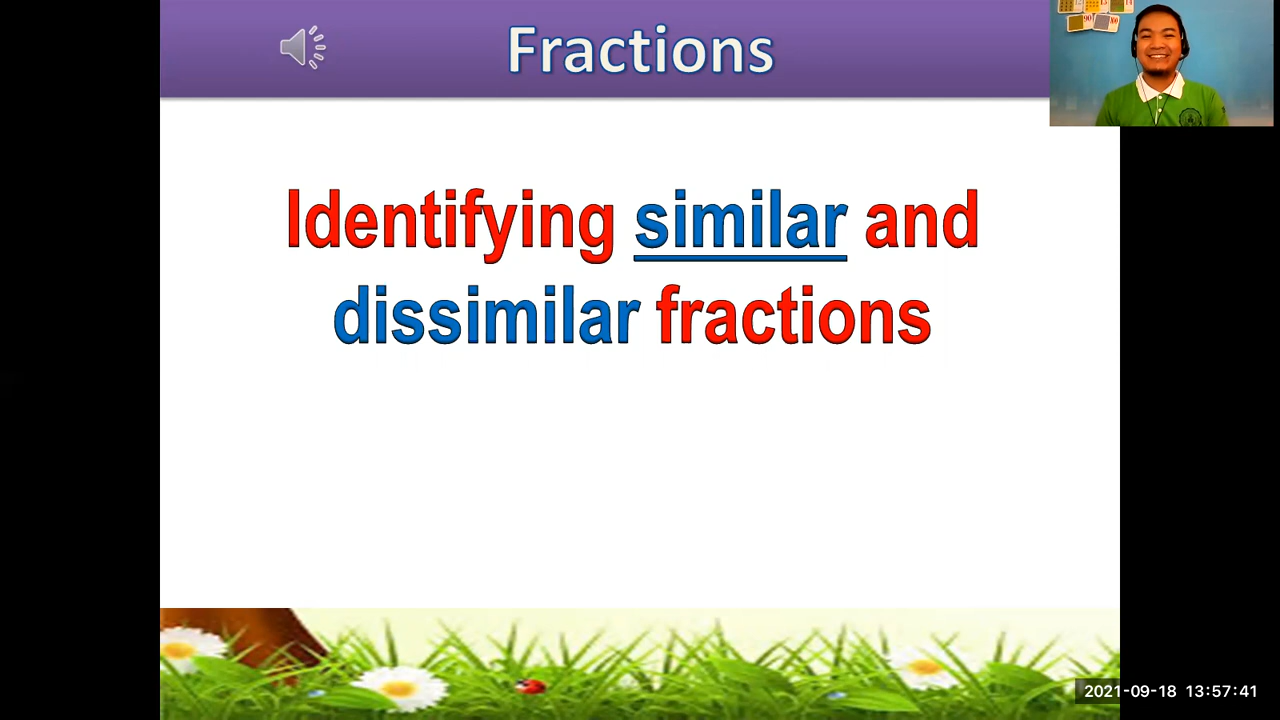 Fractions
Identifying similar and
dissimilar fractions
2021-09-18 13:57:41